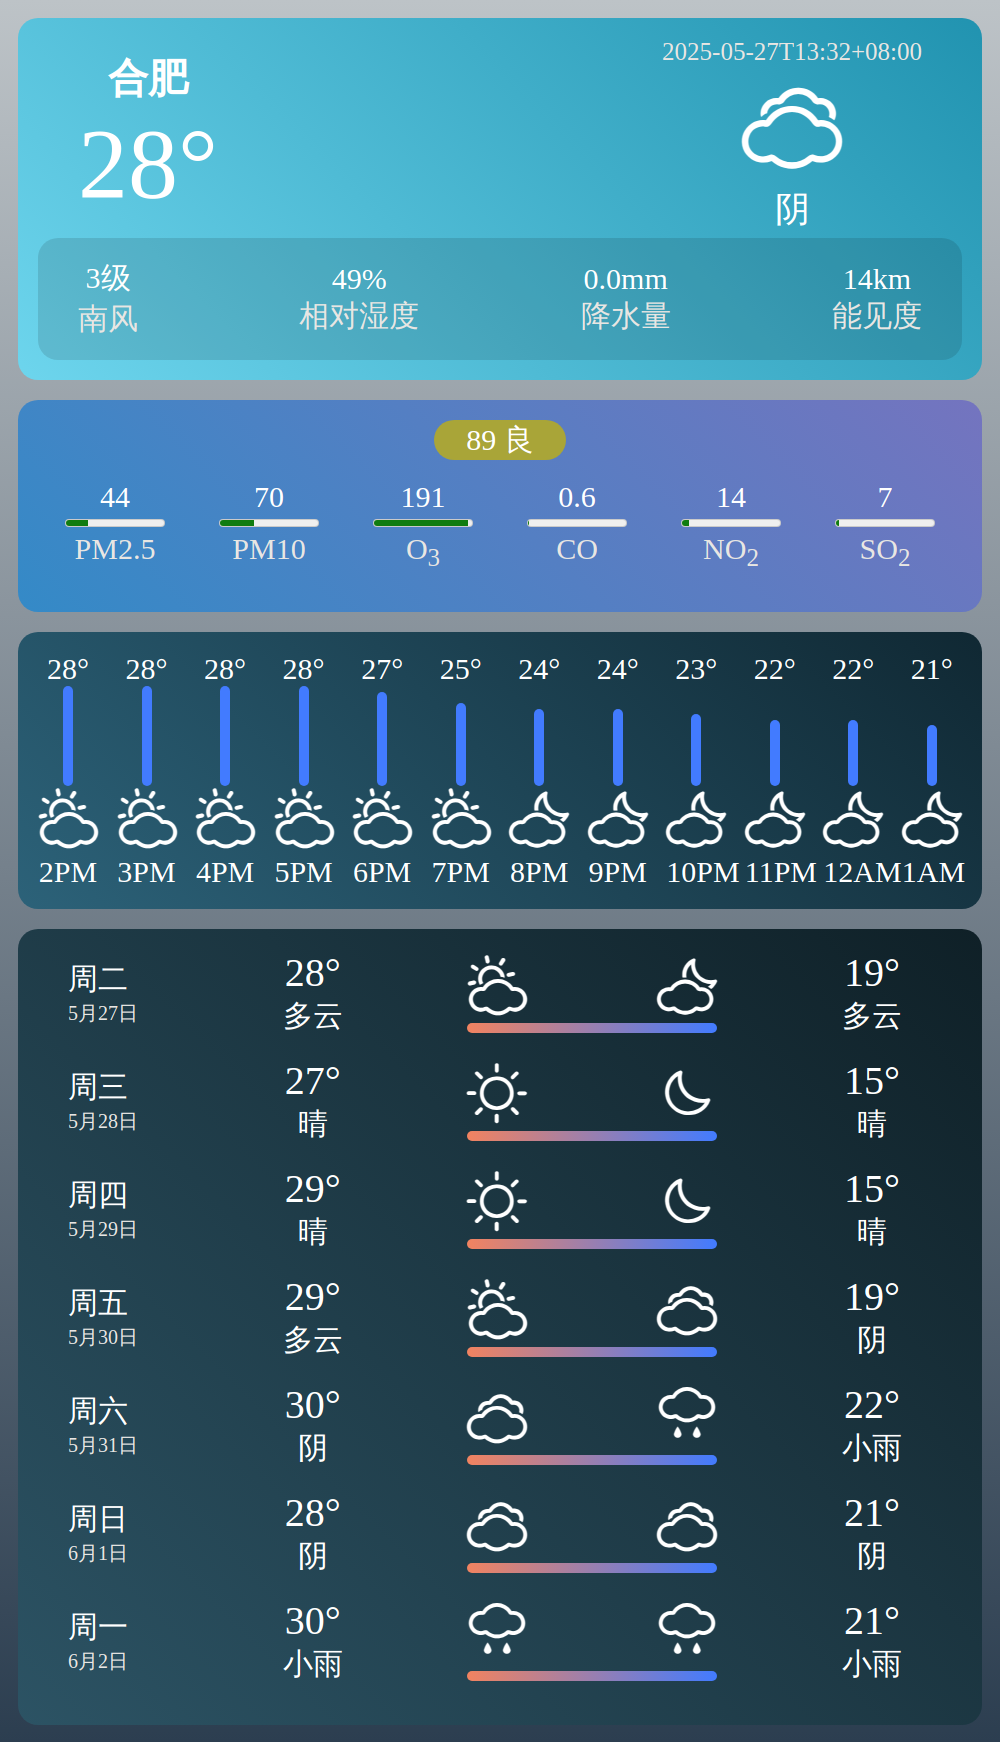 合肥
28°
2025-05-27T13:32+08:00
阴
3级 49% 0.0mm 14km
南风 相对湿度 降水量 能见度
89 良
44 70 191 0.6 14 7
PM2.5 PM10 O3 CO NO2 SO2
28° 28° 28° 28° 27° 25° 24° 24° 23° 22° 22° 21°
2PM 3PM 4PM 5PM 6PM 7PM 8PM 9PM 10PM 11PM 12AM 1AM
周二 28° 19°
5月27日 多云 多云
周三 27° 15°
5月28日 晴 晴
周四 29° 15°
5月29日 晴 晴
周五 29° 19°
5月30日 多云 阴
周六 30° 22°
5月31日 阴 小雨
周日 28° 21°
6月1日 阴 阴
周一 30° 21°
6月2日 小雨 小雨